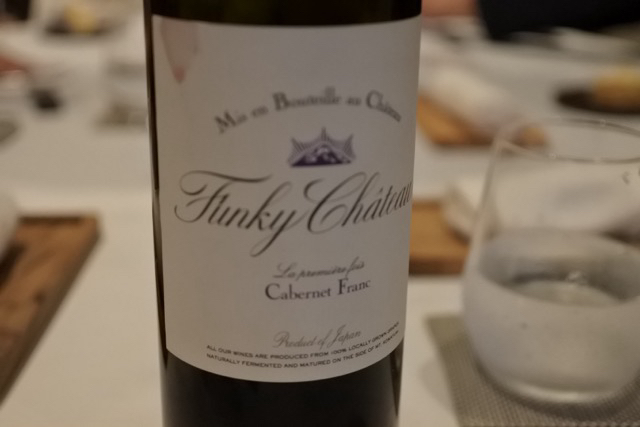 Mis en Bouteille au Château
Funky Château
La première fois
Cabernet Franc
Product of Japan
ALL OUR WINES ARE PRODUCED FROM 100% LOCALLY GROWN GRAPES
NATURALLY FERMENTED AND MATURED ON THE SIDE OF MT.